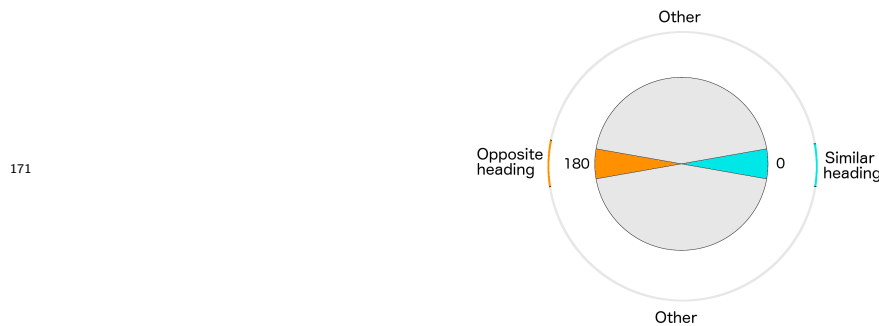 Other
171
Opposite
heading
180
0
Similar
heading
Other